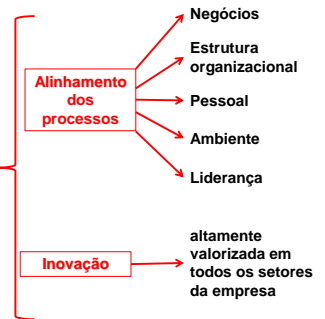 Negócios
Estrutura
organizacional
Alinhamento
dos
processos
Pessoal
Ambiente
Liderança
Inovação
altamente
valorizada em
todos os setores
da empresa